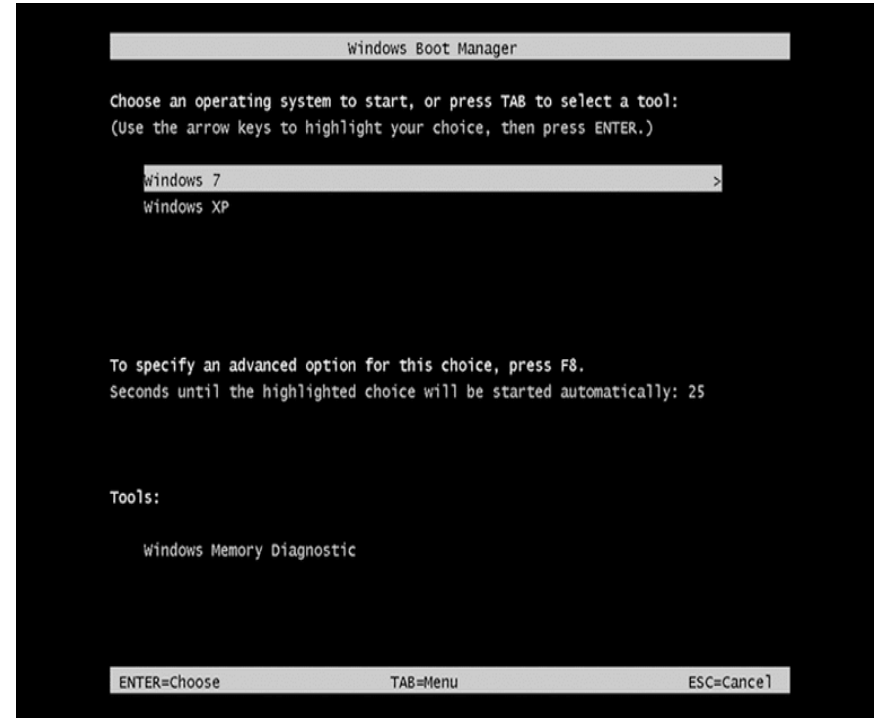 Windows Boot Manager
Choose an operating system to start, or press TAB to select a tool:
(Use the arrow keys to highlight your choice, then press ENTER.)
Windows 7 >
Windows XP
To specify an advanced option for this choice, press F8.
Seconds until the highlighted choice will be started automatically: 25
Tools:
Windows Memory Diagnostic
ENTER=Choose TAB=Menu ESC=Cancel